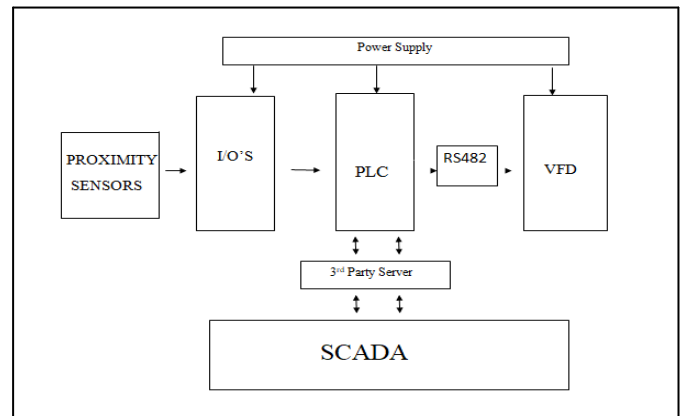 Power Supply
PROXIMITY
SENSORS
I/O'S
PLC
RS482
VFD
3rd Party Server
SCADA